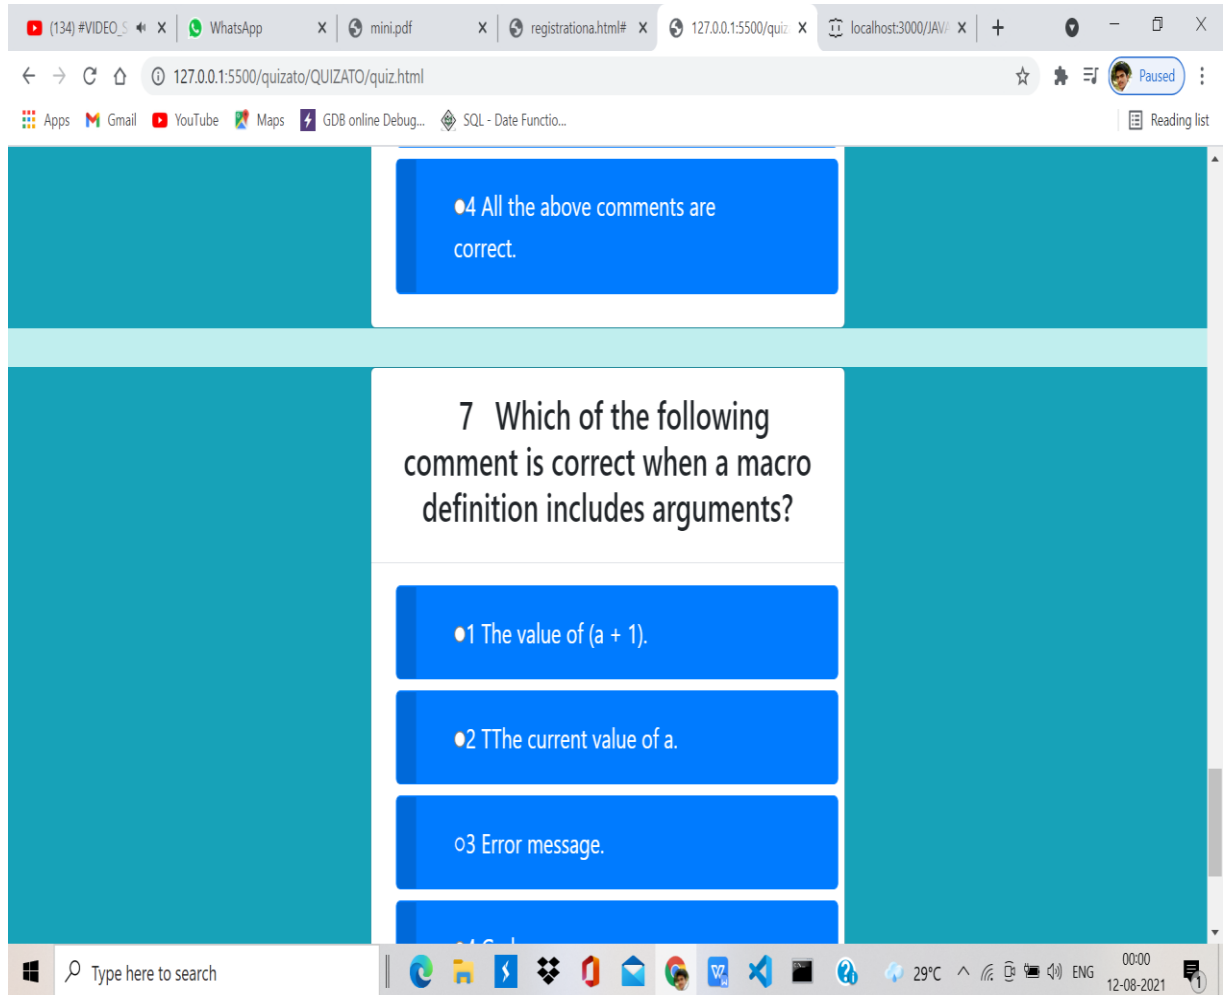 (134) #VIDEO_S
WhatsApp
mini.pdf
registrationa.html#
127.0.0.1:5500/quiz
localhost:3000/JAVA
127.0.0.1:5500/quizato/QUIZATO/quiz.html
Paused
Apps
Gmail
YouTube
Maps
GDB online Debug...
SQL - Date Functio...
Reading list
4 All the above comments are
correct.
7 Which of the following
comment is correct when a macro
definition includes arguments?
1 The value of (a + 1).
2 TThe current value of a.
3 Error message.
Type here to search
29°C
ENG
00:00
12-08-2021
1